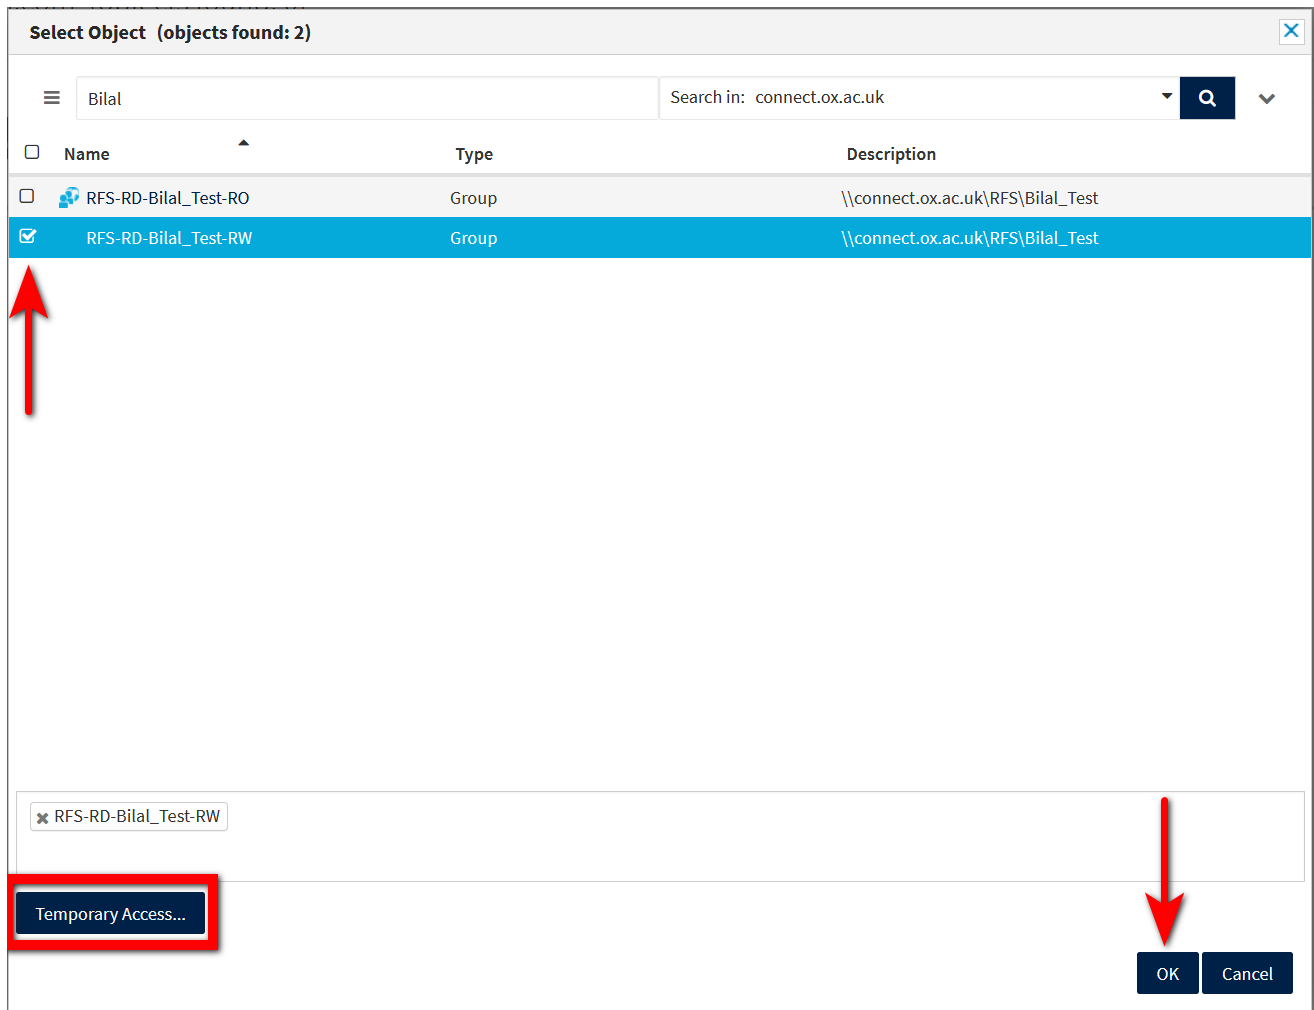 Select Object (objects found: 2)
Bilal
Search in: connect.ox.ac.uk
Name Type Description
RFS-RD-Bilal_Test-RO Group \\connect.ox.ac.uk\RFS\Bilal_Test
RFS-RD-Bilal_Test-RW Group \\connect.ox.ac.uk\RFS\Bilal_Test
RFS-RD-Bilal_Test-RW
Temporary Access...
OK Cancel